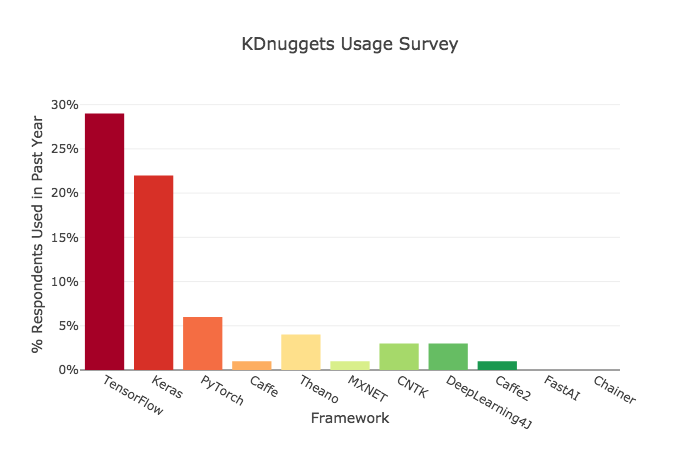 KDnuggets Usage Survey
% Respondents Used in Past Year
30%
25%
20%
15%
10%
5%
0%
TensorFlow
Keras
PyTorch
Caffe
Theano
MXNET
CNTK
DeepLearning4J
Caffe2
FastAI
Chainer
Framework